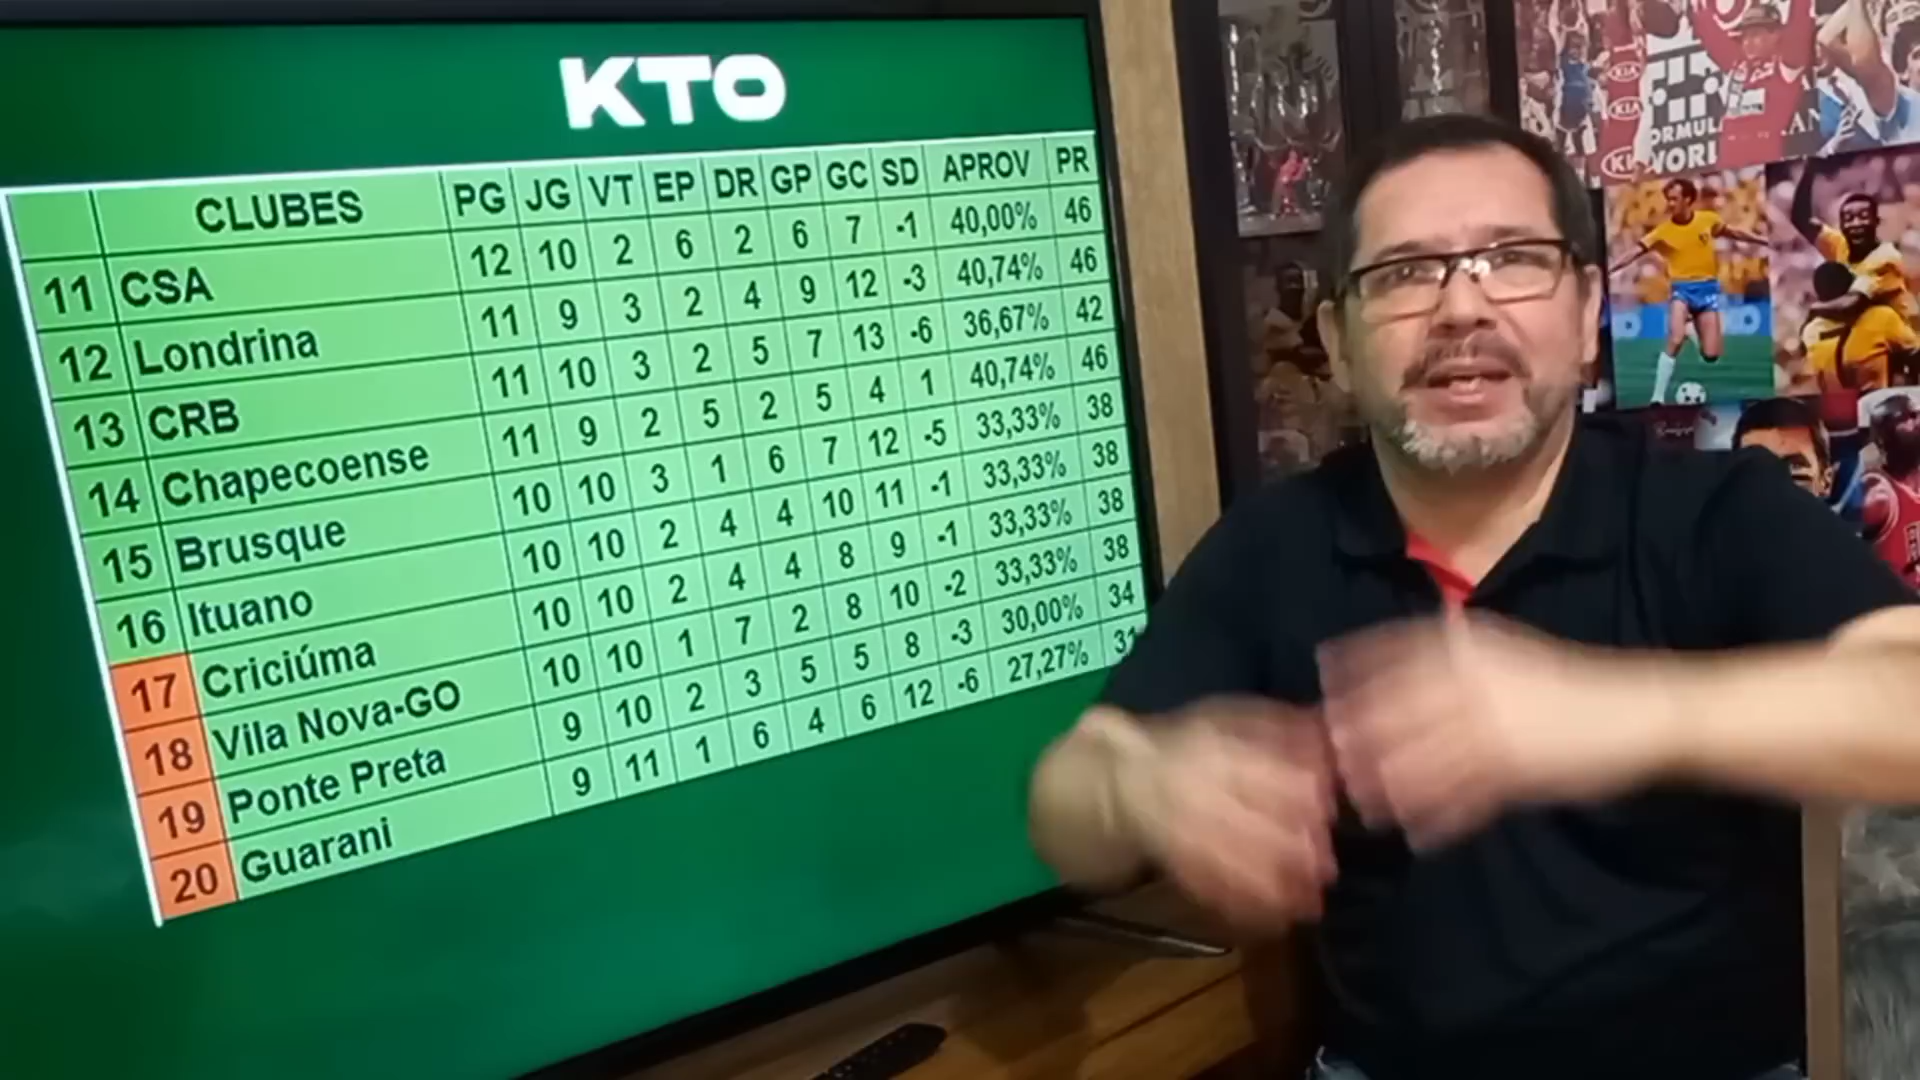 KTO
CLUBES PG JG VT EP DR GP GC SD APROV PR
11 CSA 12 10 2 6 2 6 7 -1 40,00% 46
12 Londrina 11 9 3 2 4 9 12 -3 40,74% 46
13 CRB 11 10 3 2 5 7 13 -6 36,67% 42
14 Chapecoense 11 9 2 5 2 5 4 1 40,74% 46
15 Brusque 10 10 3 1 6 7 12 -5 33,33% 38
16 Ituano 10 10 2 4 4 10 11 -1 33,33% 38
17 Criciúma 10 10 2 4 4 8 9 -1 33,33% 38
18 Vila Nova-GO 10 10 1 7 2 8 10 -2 33,33% 38
19 Ponte Preta 9 10 2 3 5 5 8 -3 30,00% 34
20 Guarani 9 11 1 6 4 6 12 -6 27,27% 31
KIA
KIA